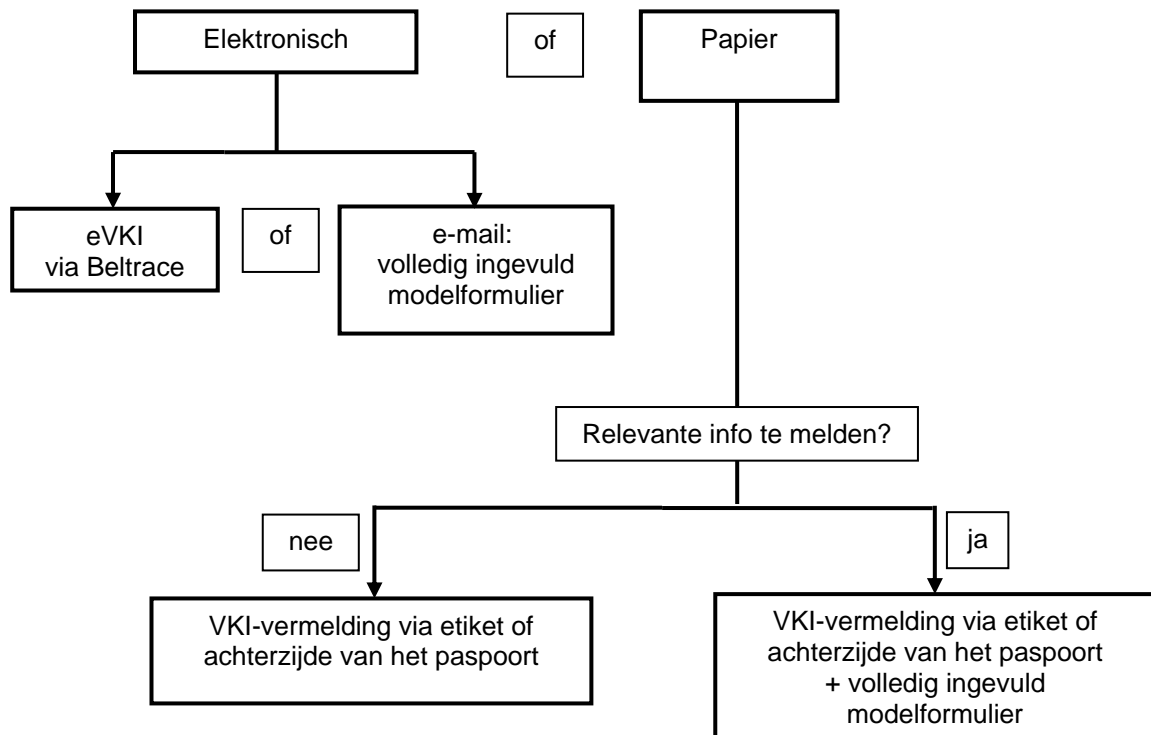 Elektronisch
of
Papier
eVKI
via Beltrace
of
e-mail:
volledig ingevuld
modelformulier
Relevante info te melden?
nee
ja
VKI-vermelding via etiket of
achterzijde van het paspoort
VKI-vermelding via etiket of
achterzijde van het paspoort
+ volledig ingevuld
modelformulier